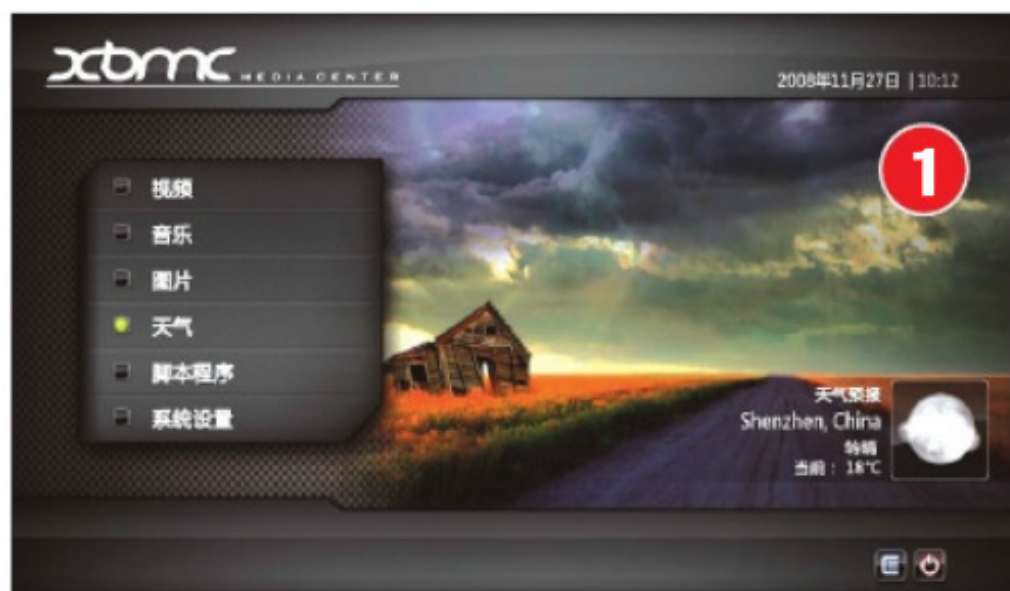 xbmc MEDIA CENTER
2008年11月27日 | 10:12
1
视频
音乐
图片
天气
脚本程序
系统设置
天气预报
Shenzhen, China
当前： 18°C